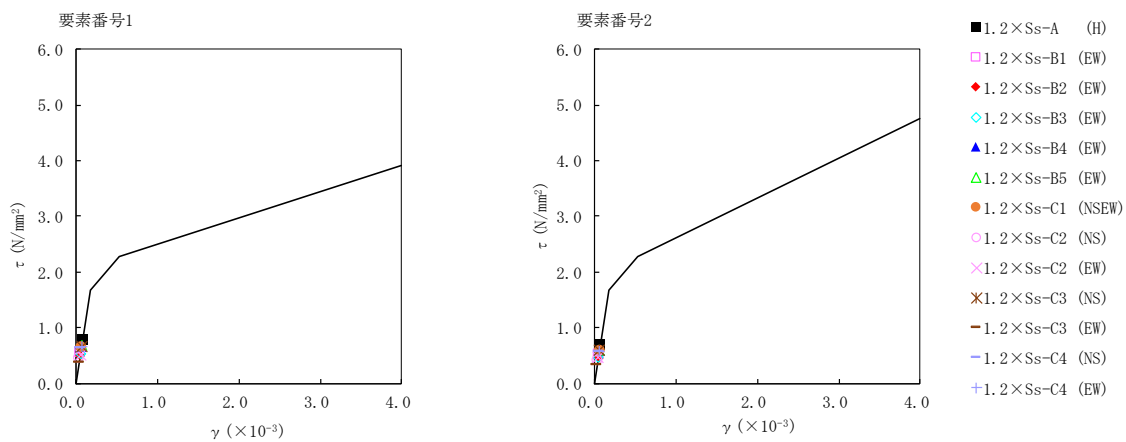 要素番号1
6.0
5.0
4.0
3.0
2.0
1.0
0.0
τ (N/mm²)
0.0 1.0 2.0 3.0 4.0
γ (×10⁻³)
要素番号2
6.0
5.0
4.0
3.0
2.0
1.0
0.0
τ (N/mm²)
0.0 1.0 2.0 3.0 4.0
γ (×10⁻³)
1.2×Ss-A (H)
1.2×Ss-B1 (EW)
1.2×Ss-B2 (EW)
1.2×Ss-B3 (EW)
1.2×Ss-B4 (EW)
1.2×Ss-B5 (EW)
1.2×Ss-C1 (NSEW)
1.2×Ss-C2 (NS)
1.2×Ss-C2 (EW)
1.2×Ss-C3 (NS)
1.2×Ss-C3 (EW)
1.2×Ss-C4 (NS)
1.2×Ss-C4 (EW)